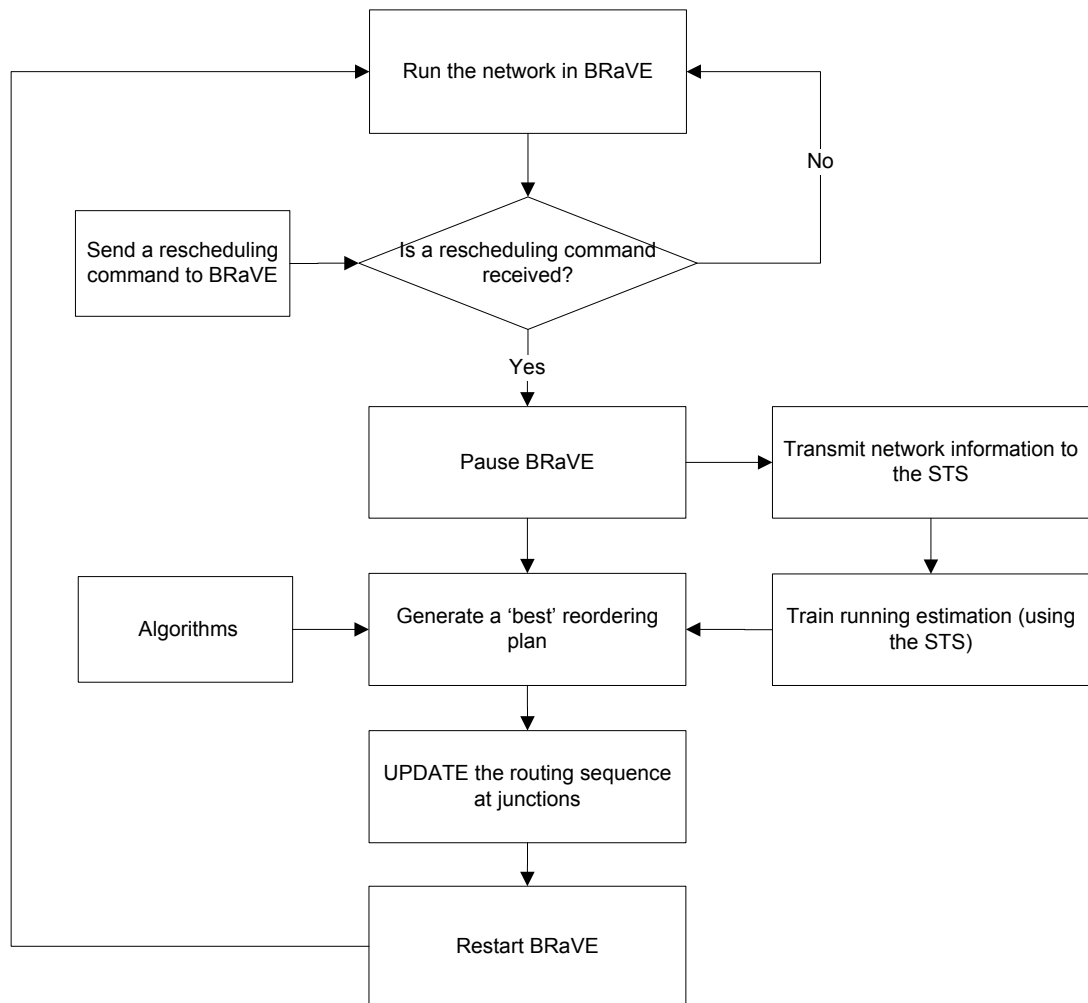 Run the network in BRaVE
No
Send a rescheduling
command to BRaVE
Is a rescheduling command
received?
Yes
Pause BRaVE
Transmit network information to
the STS
Algorithms
Generate a ‘best’ reordering
plan
Train running estimation (using
the STS)
UPDATE the routing sequence
at junctions
Restart BRaVE